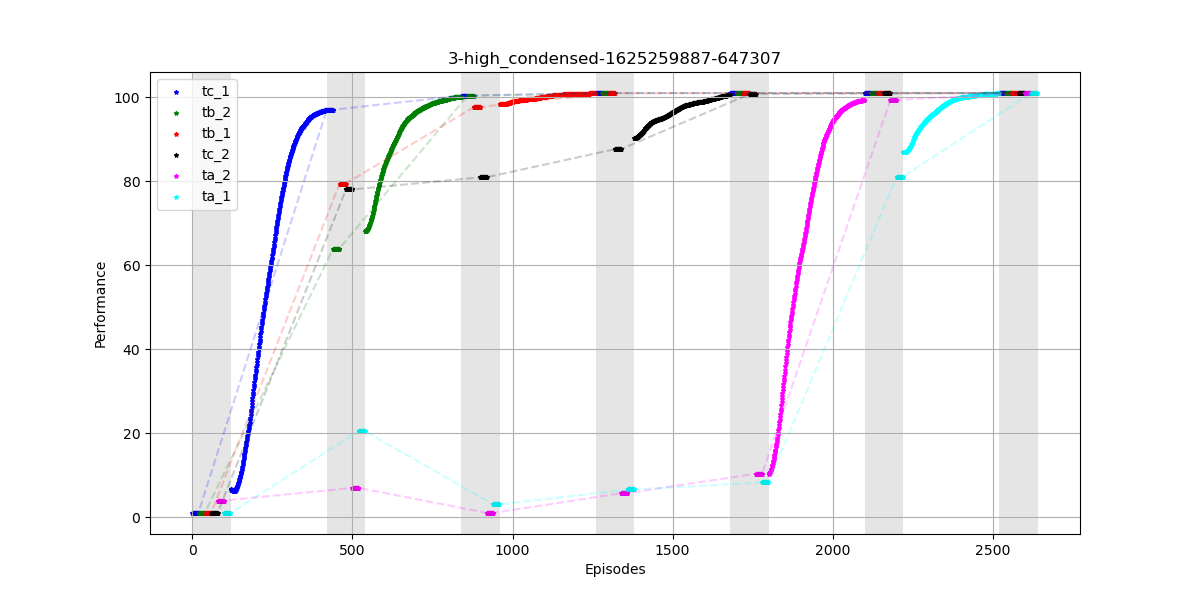 3-high_condensed-1625259887-647307
tc_1
tb_2
tb_1
tc_2
ta_2
ta_1
100
80
60
40
20
0
Performance
0 500 1000 1500 2000 2500
Episodes